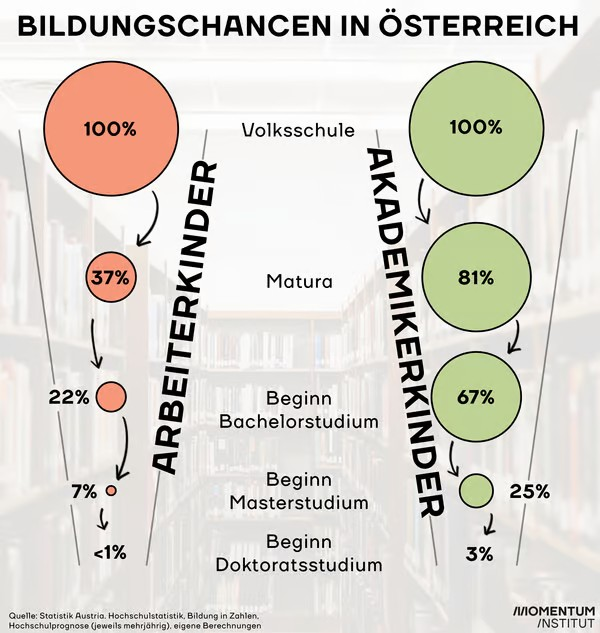 BILDUNGSCHANCEN IN ÖSTERREICH
100%
Volksschule
100%
ARBEITERKINDER
AKADEMIKERKINDER
37%
Matura
81%
22%
Beginn
Bachelorstudium
67%
7%
Beginn
Masterstudium
25%
<1%
Beginn
Doktoratsstudium
3%
Quelle: Statistik Austria. Hochschulstatistik, Bildung in Zahlen,
Hochschulprognose (jeweils mehrjährig). eigene Berechnungen
MOMENTUM
INSTITUT